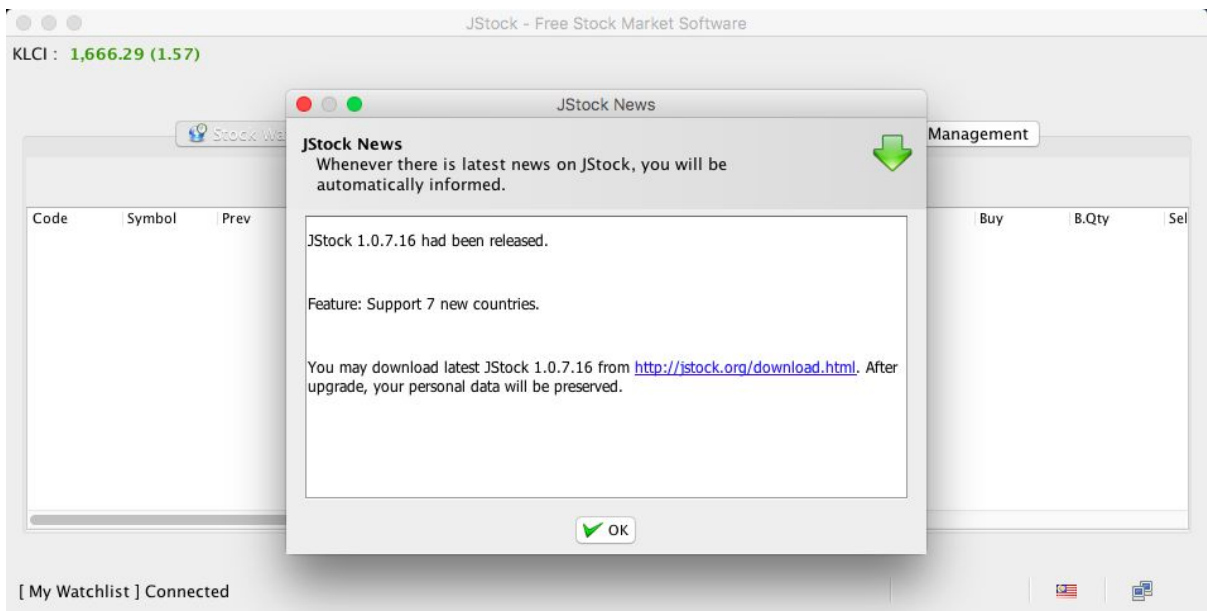 JStock - Free Stock Market Software
KLCI : 1,666.29 (1.57)
JStock News
Stock Wa
Management
JStock News
Whenever there is latest news on JStock, you will be
automatically informed.
Code Symbol Prev Buy B.Qty Sel
JStock 1.0.7.16 had been released.
Feature: Support 7 new countries.
You may download latest JStock 1.0.7.16 from http://jstock.org/download.html. After
upgrade, your personal data will be preserved.
OK
[ My Watchlist ] Connected